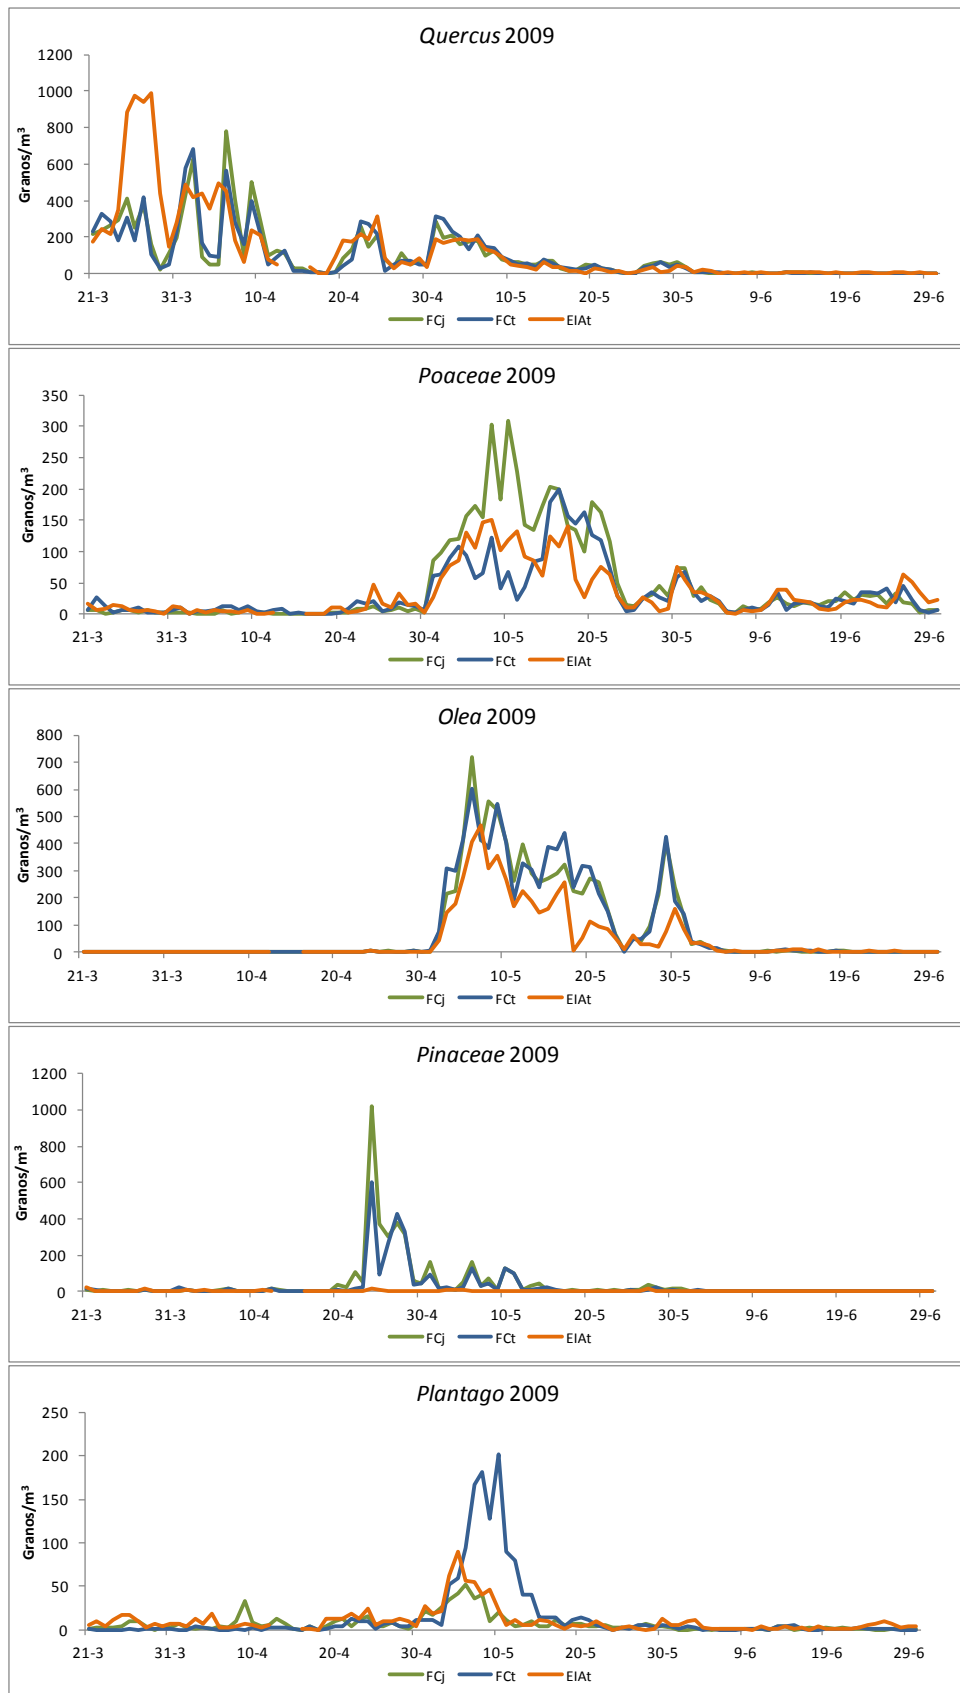 Quercus 2009
1200
1000
800
600
400
200
0
Granos/m³
21-3 31-3 10-4 20-4 30-4 10-5 20-5 30-5 9-6 19-6 29-6
FCj FCt EIAt
Poaceae 2009
350
300
250
200
150
100
50
0
Granos/m³
21-3 31-3 10-4 20-4 30-4 10-5 20-5 30-5 9-6 19-6 29-6
FCj FCt EIAt
Olea 2009
800
700
600
500
400
300
200
100
0
Granos/m³
21-3 31-3 10-4 20-4 30-4 10-5 20-5 30-5 9-6 19-6 29-6
FCj FCt EIAt
Pinaceae 2009
1200
1000
800
600
400
200
0
Granos/m³
21-3 31-3 10-4 20-4 30-4 10-5 20-5 30-5 9-6 19-6 29-6
FCj FCt EIAt
Plantago 2009
250
200
150
100
50
0
Granos/m³
21-3 31-3 10-4 20-4 30-4 10-5 20-5 30-5 9-6 19-6 29-6
FCj FCt EIAt